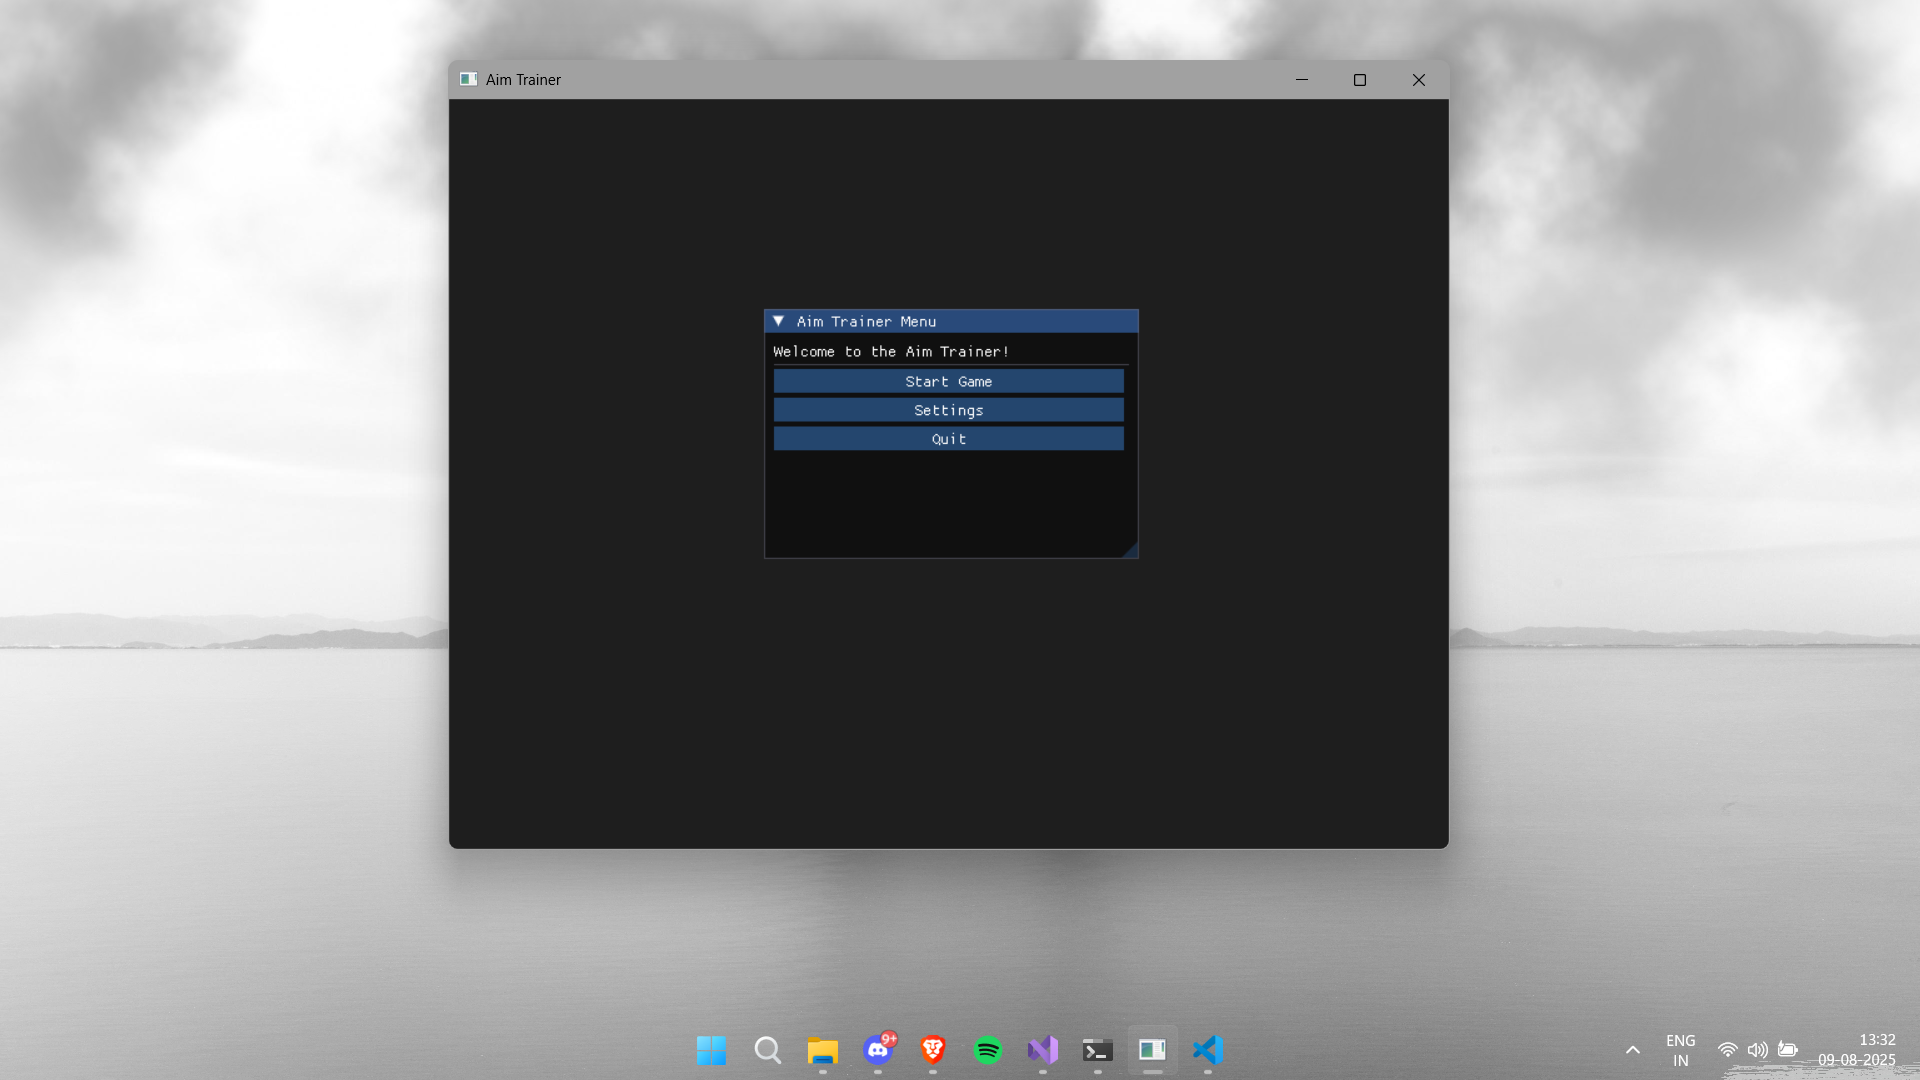 Aim Trainer
Aim Trainer Menu
Welcome to the Aim Trainer!
Start Game
Settings
Quit
9+
ENG
IN
13:32
09-08-2025